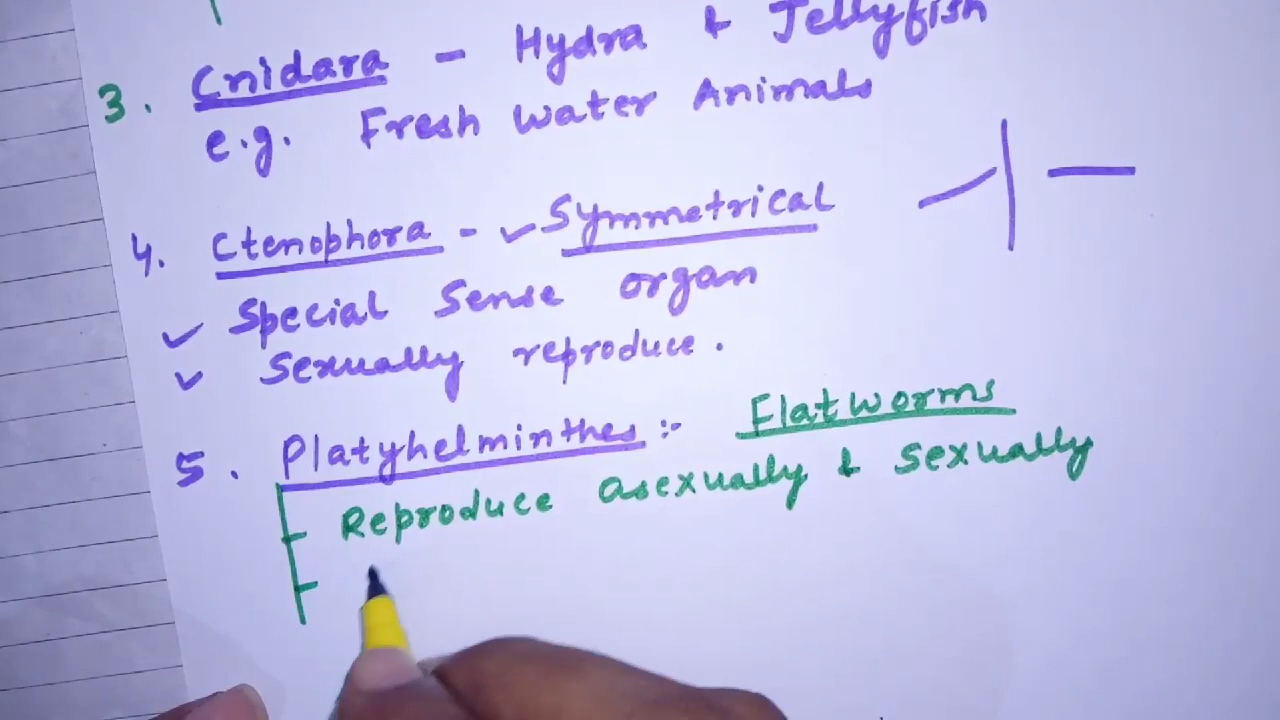 3. Cnidara - Hydra & Jellyfish
e.g. Fresh Water Animals
4. Ctenophora - ✓ Symmetrical
✓ Special Sense organ
✓ Sexually reproduce.
5. Platyhelminthes :- Flatworms
Reproduce asexually & sexually